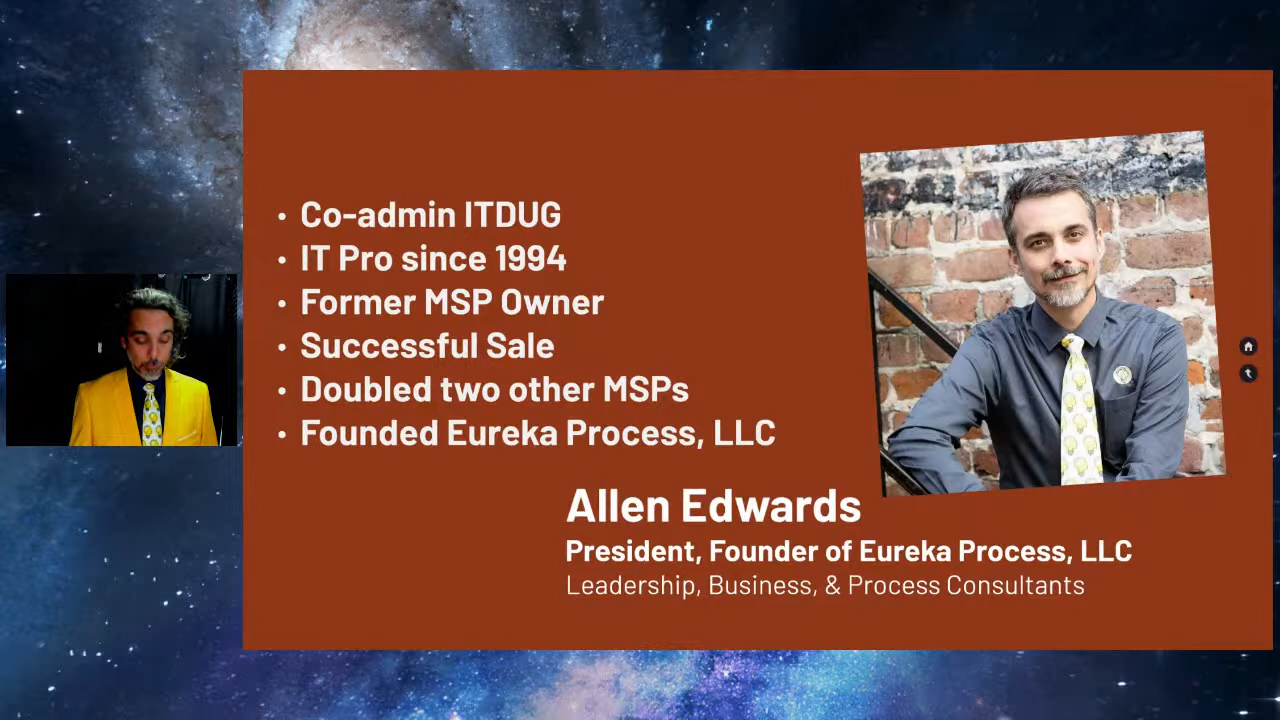 • Co-admin ITDUG
• IT Pro since 1994
• Former MSP Owner
• Successful Sale
• Doubled two other MSPs
• Founded Eureka Process, LLC
Allen Edwards
President, Founder of Eureka Process, LLC
Leadership, Business, & Process Consultants